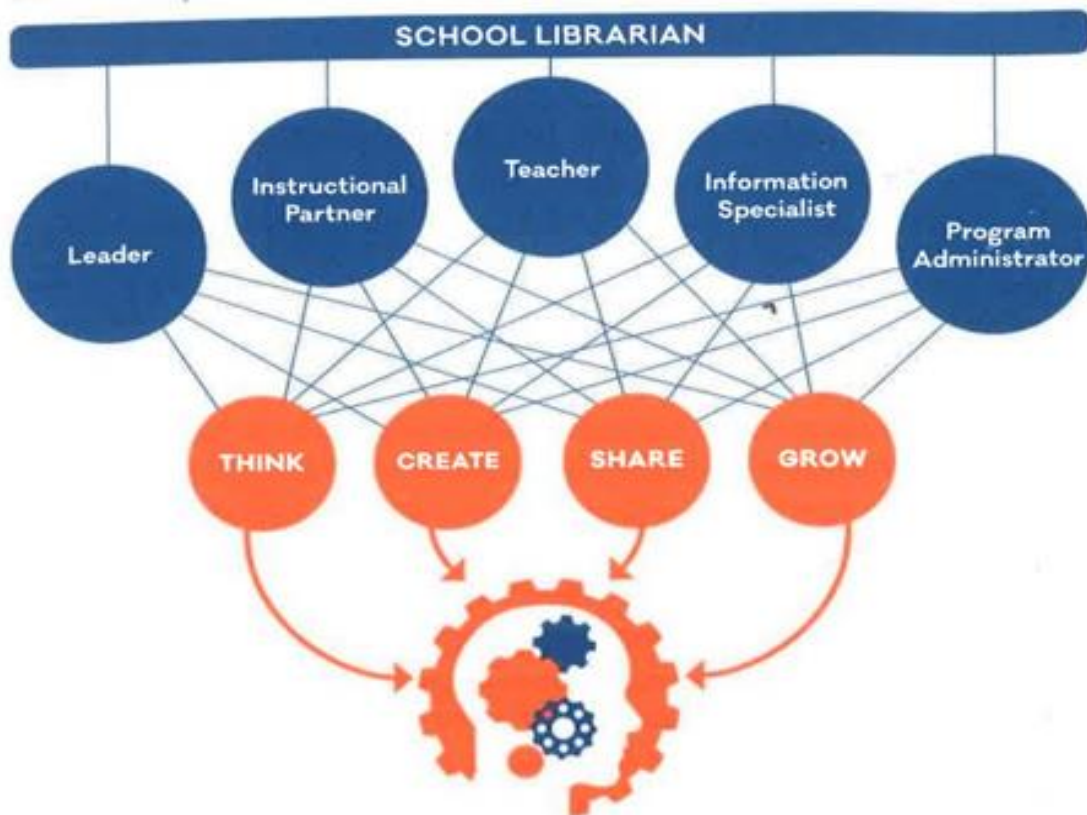 SCHOOL LIBRARIAN
Leader
Instructional
Partner
Teacher
Information
Specialist
Program
Administrator
THINK
CREATE
SHARE
GROW